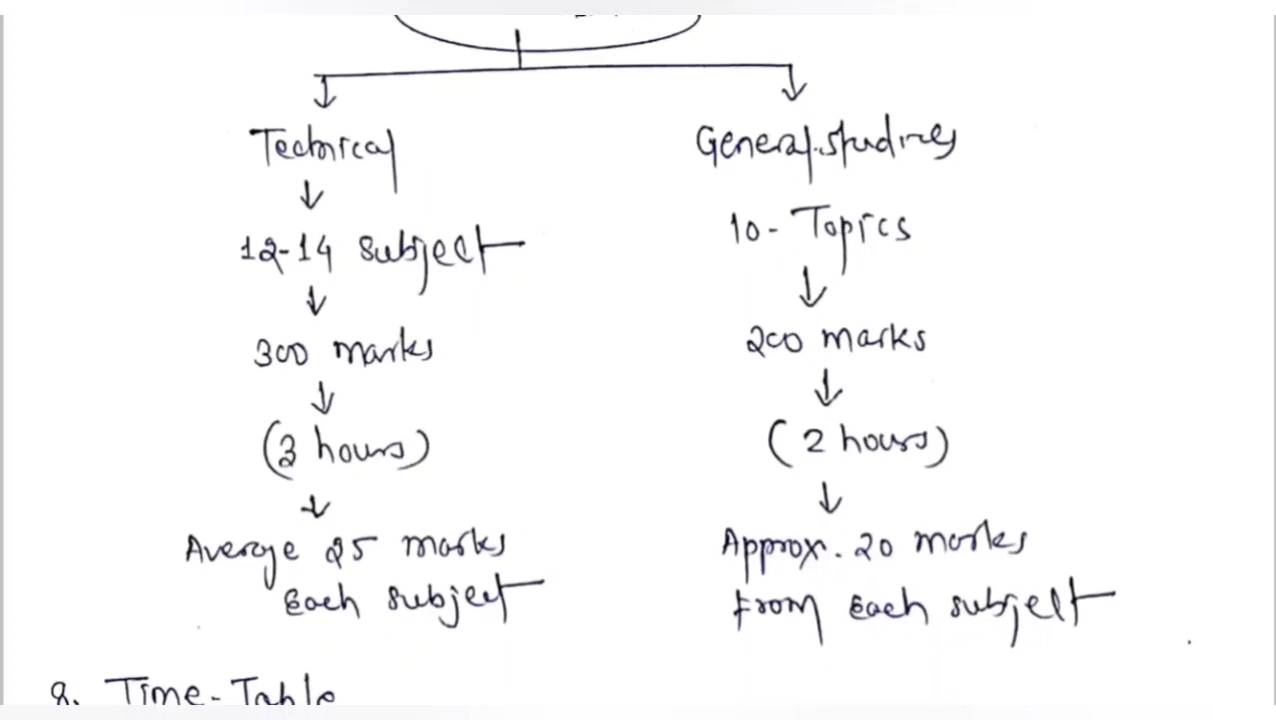 Technical
General studies
12-14 subject
10- Topics
300 marks
200 marks
(3 hours)
(2 hours)
Average 25 marks
Each subject
Approx. 20 marks
from Each subject
8. Time-Table